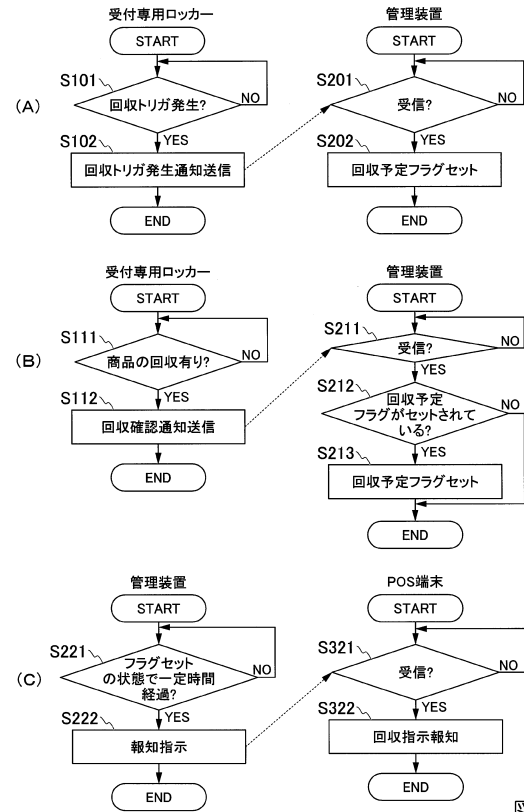 受付専用ロッカー
管理装置
START
START
S101
S201
(A)
回収トリガ発生?
NO
受信?
NO
S102
YES
S202
YES
回収トリガ発生通知送信
回収予定フラグセット
END
END
受付専用ロッカー
管理装置
START
START
S111
S211
(B)
商品の回収有り?
NO
受信?
NO
S112
YES
S212
YES
回収確認通知送信
回収予定
フラグがセットされて
いる?
NO
END
S213
YES
回収予定フラグセット
END
管理装置
POS端末
START
START
S221
S321
(C)
フラグセット
の状態で一定時間
経過?
NO
受信?
NO
S222
YES
S322
YES
報知指示
回収指示報知
END
END